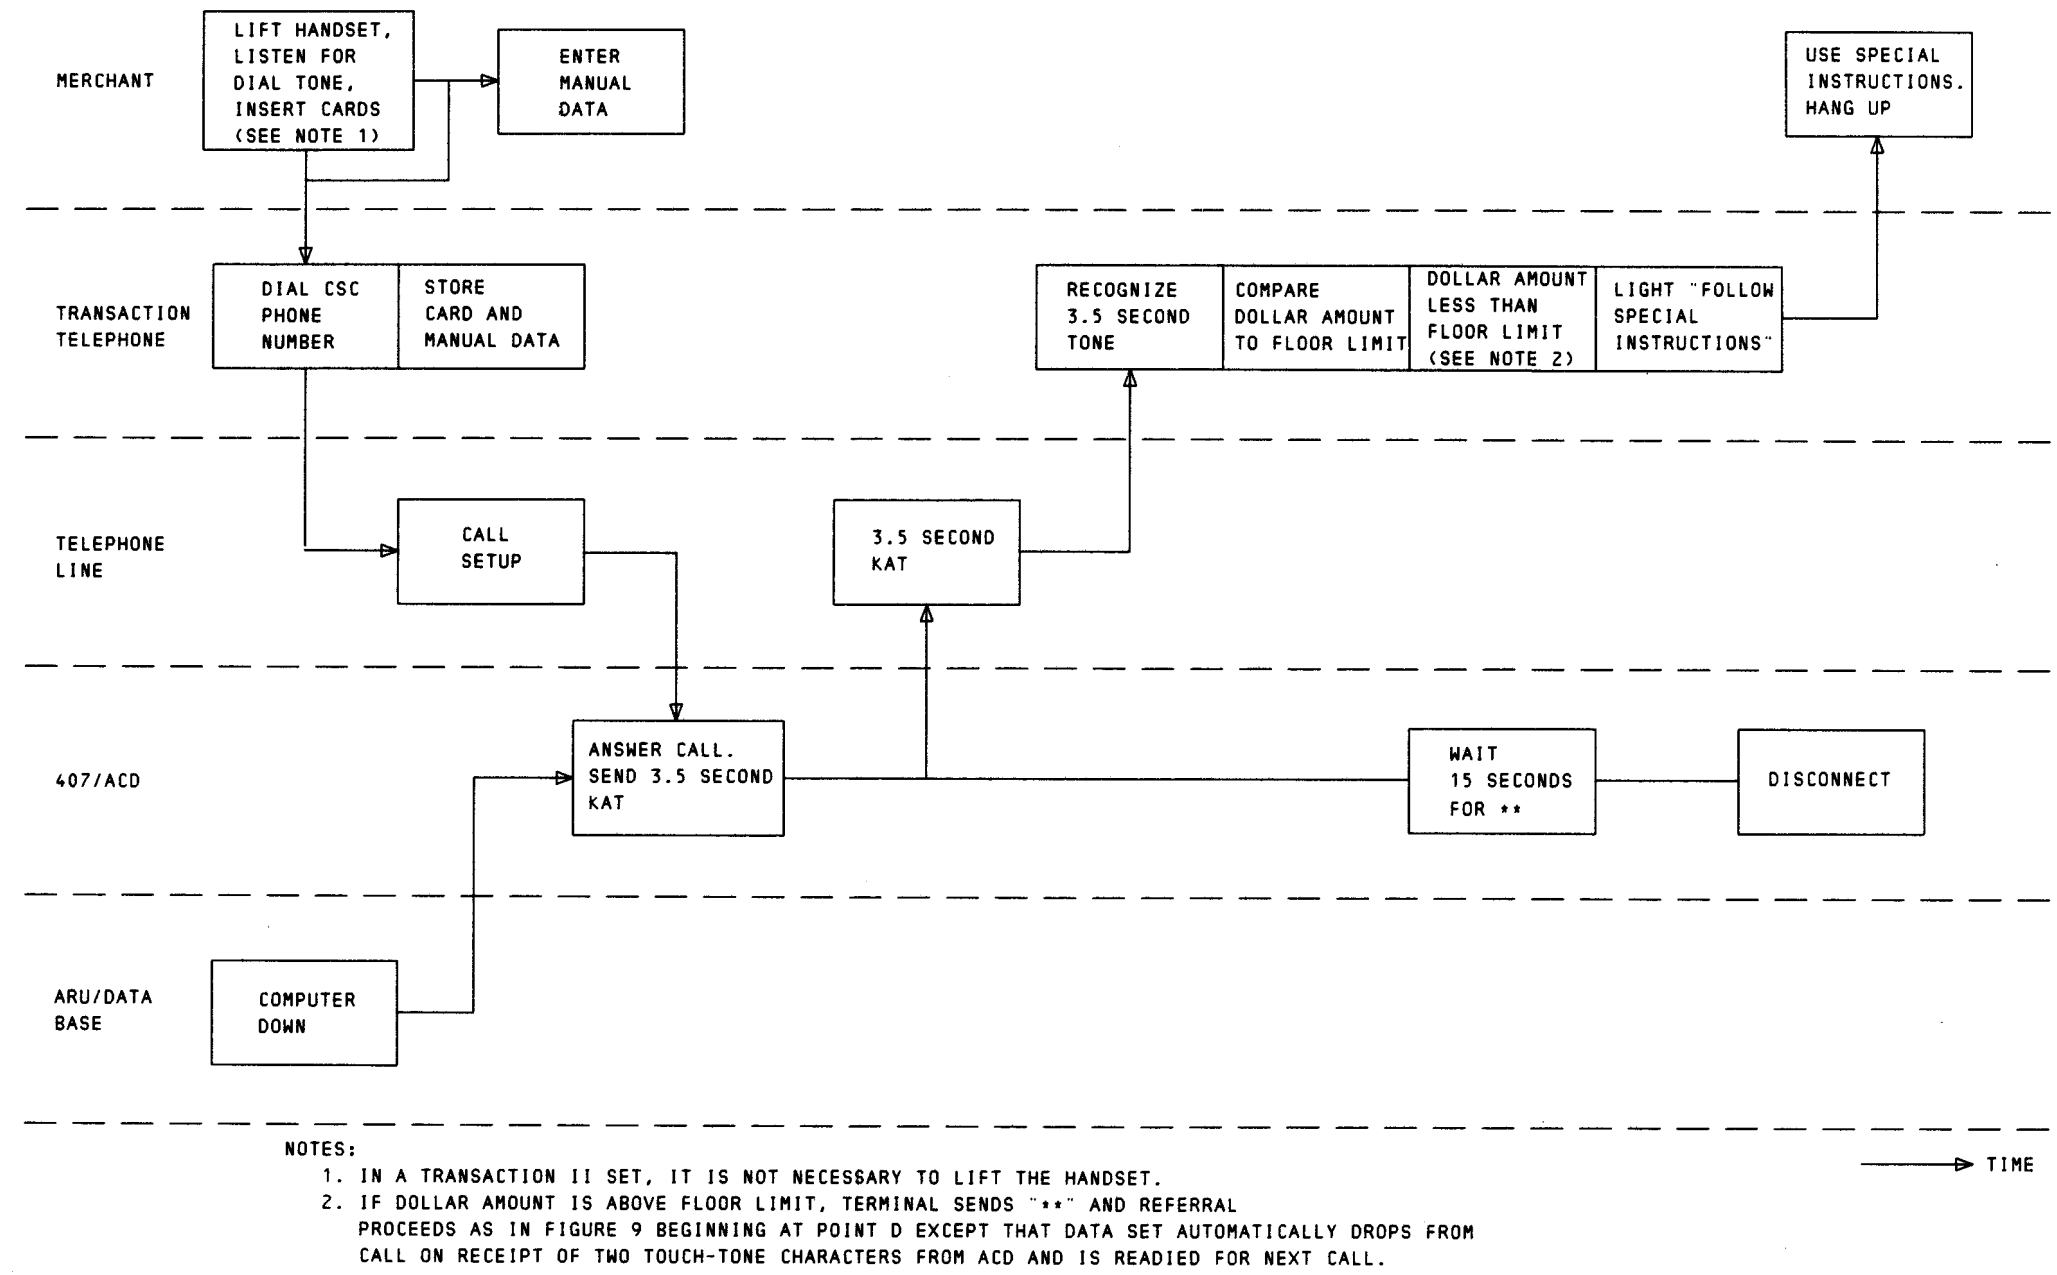 LIFT HANDSET,
LISTEN FOR
DIAL TONE,
INSERT CARDS
(SEE NOTE 1)
ENTER
MANUAL
DATA
USE SPECIAL
INSTRUCTIONS.
HANG UP
MERCHANT
DIAL CSC
PHONE
NUMBER
STORE
CARD AND
MANUAL DATA
RECOGNIZE
3.5 SECOND
TONE
COMPARE
DOLLAR AMOUNT
TO FLOOR LIMIT
DOLLAR AMOUNT
LESS THAN
FLOOR LIMIT
(SEE NOTE 2)
LIGHT "FOLLOW
SPECIAL
INSTRUCTIONS"
TRANSACTION
TELEPHONE
TELEPHONE
LINE
CALL
SETUP
3.5 SECOND
KAT
407/ACD
ANSWER CALL.
SEND 3.5 SECOND
KAT
WAIT
15 SECONDS
FOR **
DISCONNECT
ARU/DATA
BASE
COMPUTER
DOWN
NOTES:
1. IN A TRANSACTION II SET, IT IS NOT NECESSARY TO LIFT THE HANDSET.
2. IF DOLLAR AMOUNT IS ABOVE FLOOR LIMIT, TERMINAL SENDS "**" AND REFERRAL
PROCEEDS AS IN FIGURE 9 BEGINNING AT POINT D EXCEPT THAT DATA SET AUTOMATICALLY DROPS FROM
CALL ON RECEIPT OF TWO TOUCH-TONE CHARACTERS FROM ACD AND IS READIED FOR NEXT CALL.
TIME